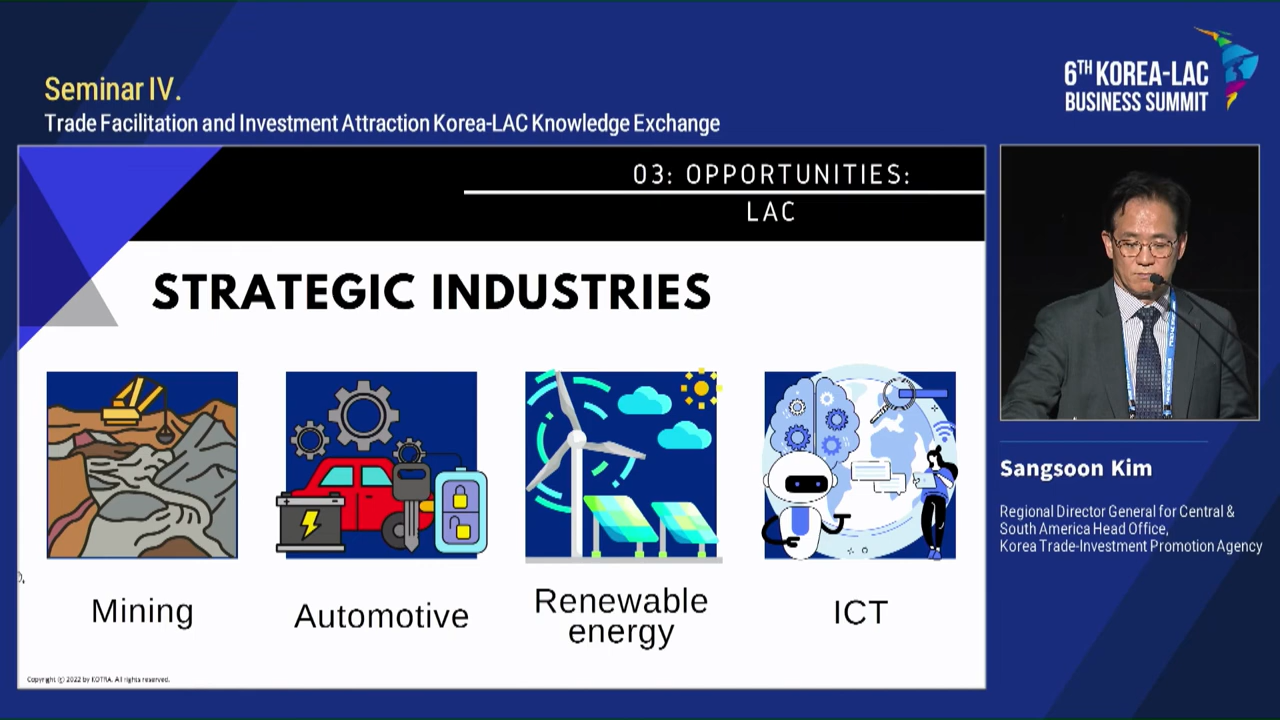 Seminar IV.
Trade Facilitation and Investment Attraction Korea-LAC Knowledge Exchange
6TH KOREA-LAC
BUSINESS SUMMIT
03: OPPORTUNITIES:
LAC
STRATEGIC INDUSTRIES
Mining
Automotive
Renewable
energy
ICT
Copyright ⓒ 2022 by KOTRA. All rights reserved.
Sangsoon Kim
Regional Director General for Central &
South America Head Office,
Korea Trade-Investment Promotion Agency